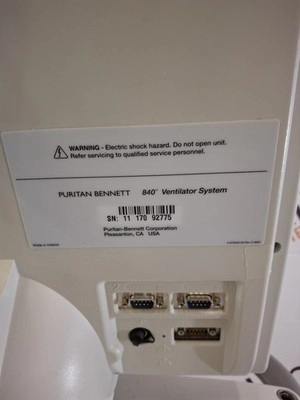 WARNING - Electric shock hazard. Do not open unit.
Refer servicing to qualified service personnel.
PURITAN BENNETT 840™ Ventilator System
SN: 11 170 92775
Puritan-Bennett Corporation
Pleasanton, CA USA